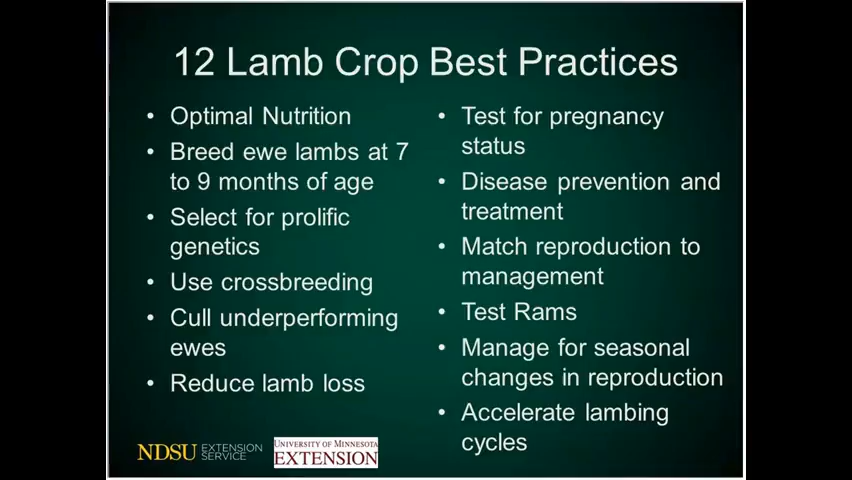 12 Lamb Crop Best Practices
• Optimal Nutrition
• Breed ewe lambs at 7
to 9 months of age
• Select for prolific
genetics
• Use crossbreeding
• Cull underperforming
ewes
• Reduce lamb loss
• Test for pregnancy
status
• Disease prevention and
treatment
• Match reproduction to
management
• Test Rams
• Manage for seasonal
changes in reproduction
• Accelerate lambing
cycles
NDSU EXTENSION
SERVICE
UNIVERSITY OF MINNESOTA
EXTENSION